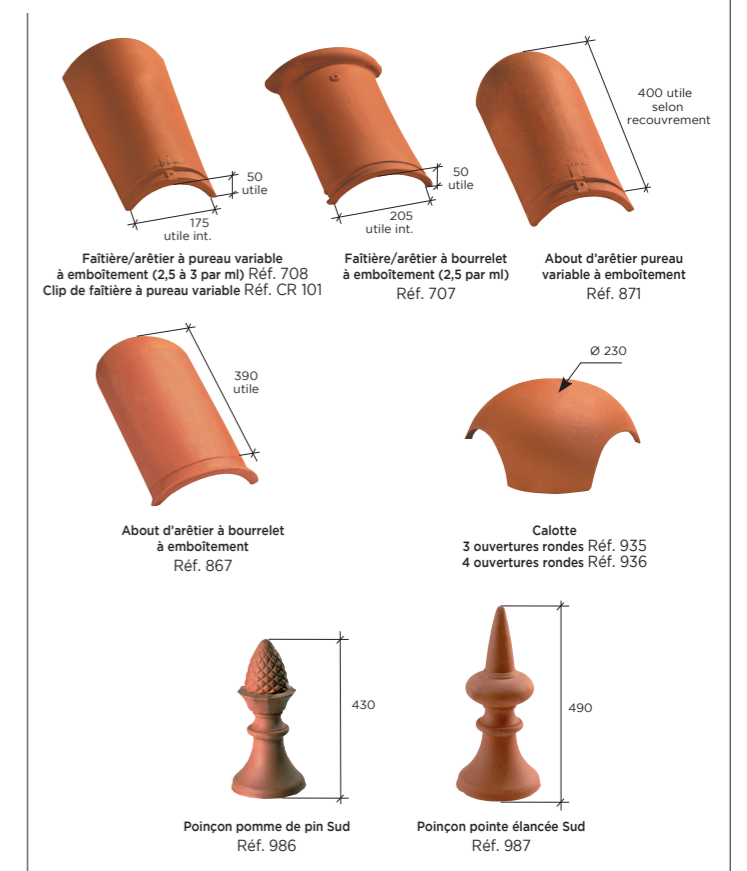 50
utile
175
utile int.
Faîtière/arêtier à pureau variable
à emboîtement (2,5 à 3 par ml) Réf. 708
Clip de faîtière à pureau variable Réf. CR 101
50
utile
205
utile int.
Faîtière/arêtier à bourrelet
à emboîtement (2,5 par ml)
Réf. 707
400 utile
selon
recouvrement
About d'arêtier pureau
variable à emboîtement
Réf. 871
390
utile
About d'arêtier à bourrelet
à emboîtement
Réf. 867
Ø 230
Calotte
3 ouvertures rondes Réf. 935
4 ouvertures rondes Réf. 936
430
Poinçon pomme de pin Sud
Réf. 986
490
Poinçon pointe élancée Sud
Réf. 987